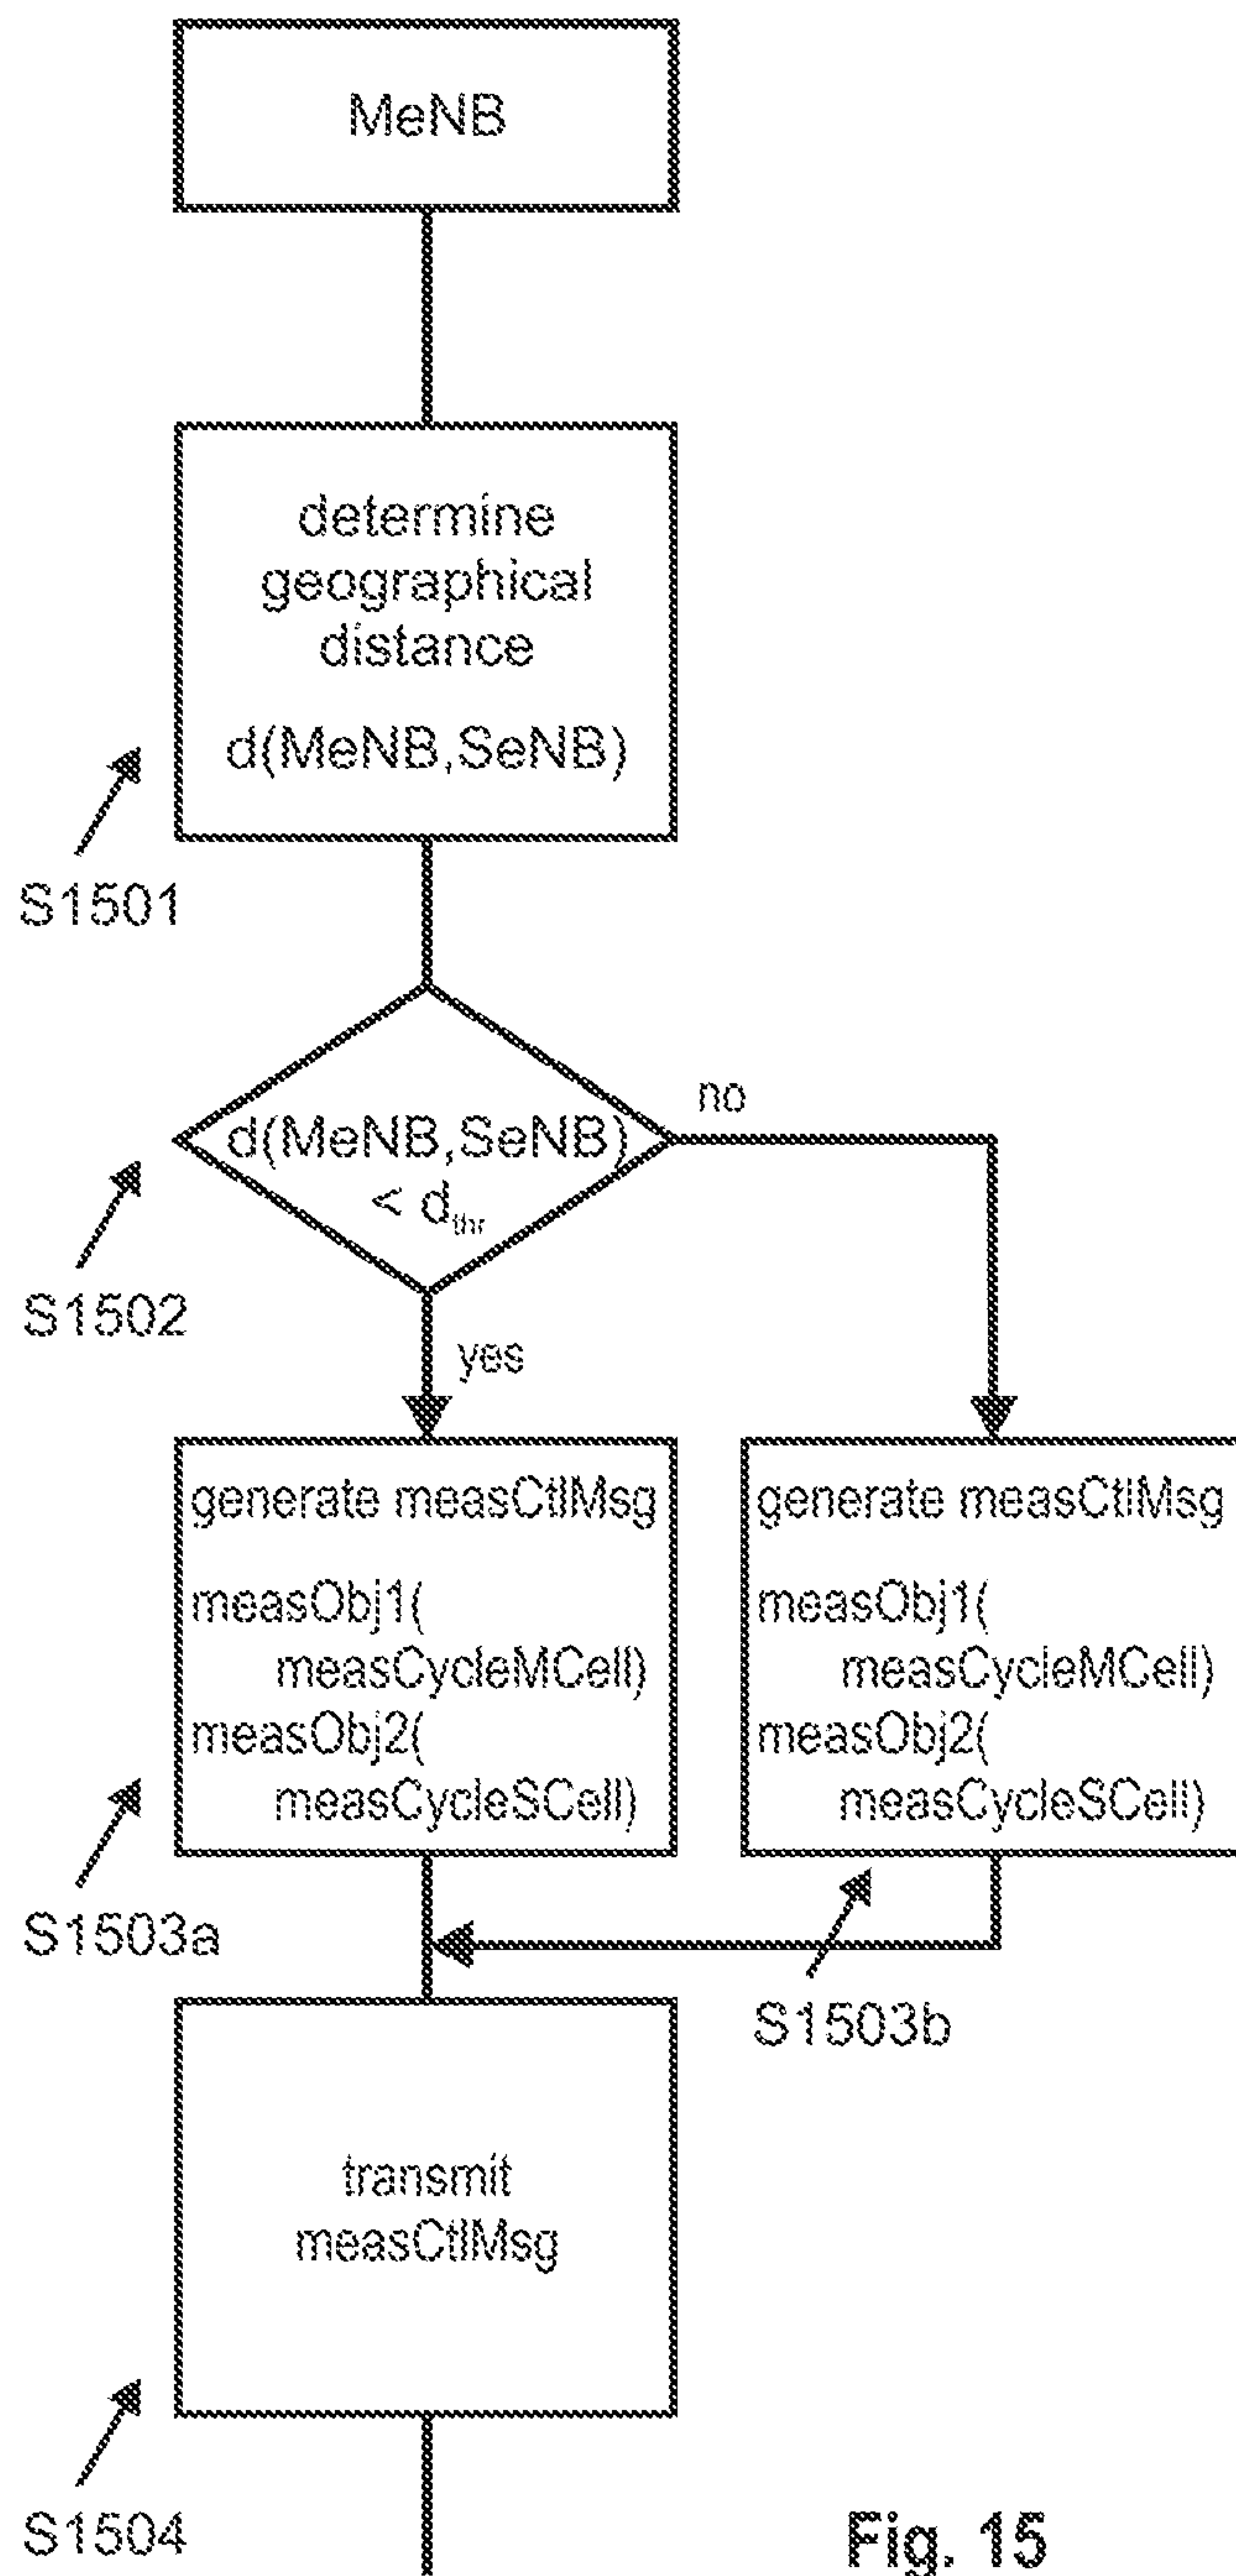 MeNB
determine
geographical
distance
d(MeNB,SeNB)
S1501
d(MeNB,SeNB)
< dthr
no
S1502
yes
generate measCtlMsg
measObj1(
measCycleMCell)
measObj2(
measCycleSCell)
S1503a
generate measCtlMsg
measObj1(
measCycleMCell)
measObj2(
measCycleSCell)
S1503b
transmit
measCtlMsg
S1504
Fig. 15